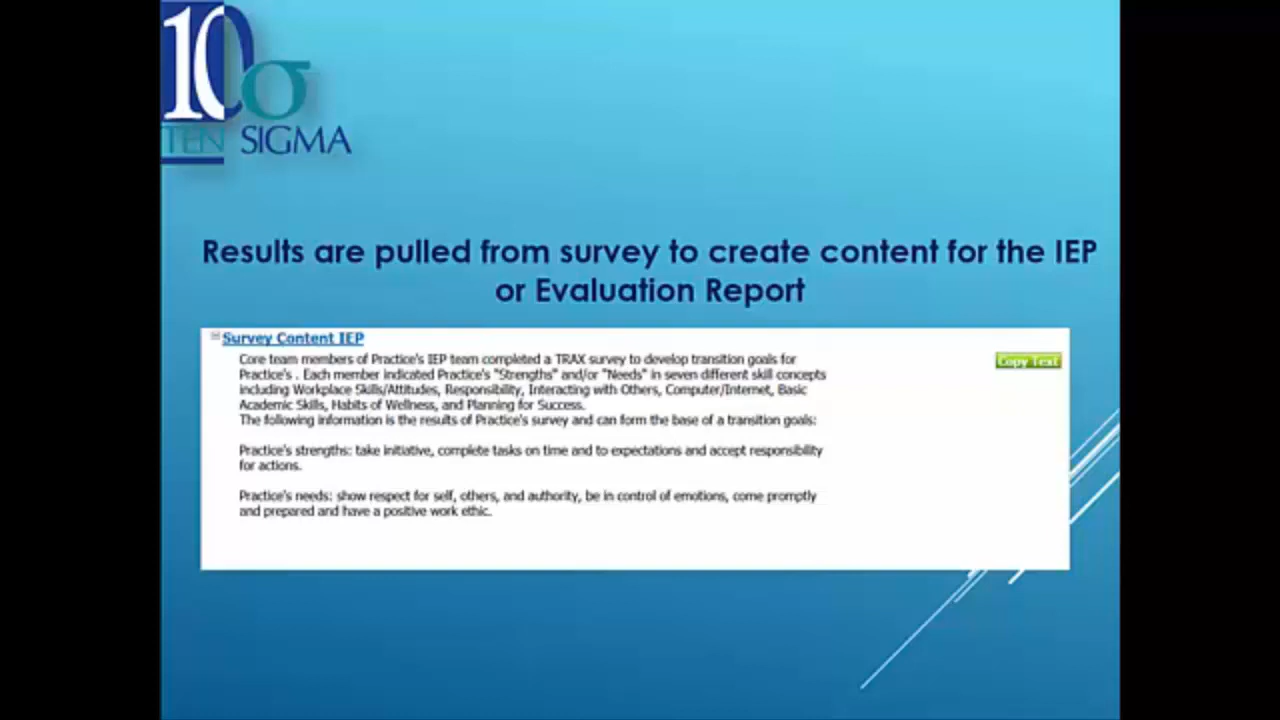 10σ
TEN SIGMA
Results are pulled from survey to create content for the IEP
or Evaluation Report
Survey Content IEP
Copy Text
Core team members of Practice's IEP team completed a TRAX survey to develop transition goals for
Practice's . Each member indicated Practice's "Strengths" and/or "Needs" in seven different skill concepts
including Workplace Skills/Attitudes, Responsibility, Interacting with Others, Computer/Internet, Basic
Academic Skills, Habits of Wellness, and Planning for Success.
The following information is the results of Practice's survey and can form the base of a transition goals:
Practice's strengths: take initiative, complete tasks on time and to expectations and accept responsibility
for actions.
Practice's needs: show respect for self, others, and authority, be in control of emotions, come promptly
and prepared and have a positive work ethic.